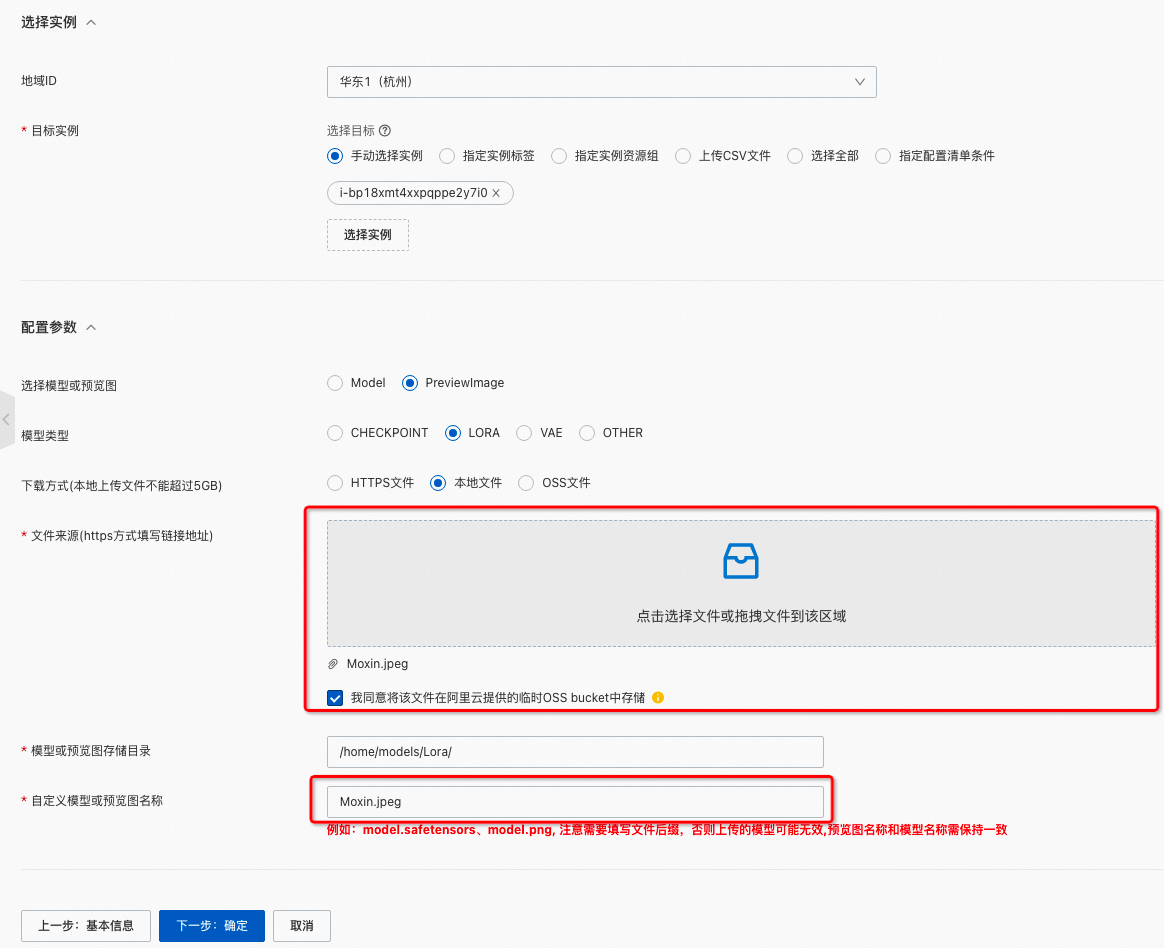 选择实例
地域ID
华东1（杭州）
* 目标实例
选择目标
手动选择实例 指定实例标签 指定实例资源组 上传CSV文件 选择全部 指定配置清单条件
i-bp18xmt4xxpqppe2y7i0 ×
选择实例
配置参数
选择模型或预览图
Model PreviewImage
模型类型
CHECKPOINT LORA VAE OTHER
下载方式(本地上传文件不能超过5GB)
HTTPS文件 本地文件 OSS文件
* 文件来源(https方式填写链接地址)
点击选择文件或拖拽文件到该区域
Moxin.jpeg
我同意将该文件在阿里云提供的临时OSS bucket中存储
* 模型或预览图存储目录
/home/models/Lora/
* 自定义模型或预览图名称
Moxin.jpeg
例如：model.safetensors、model.png, 注意需要填写文件后缀，否则上传的模型可能无效,预览图名称和模型名称需保持一致
上一步：基本信息 下一步：确定 取消